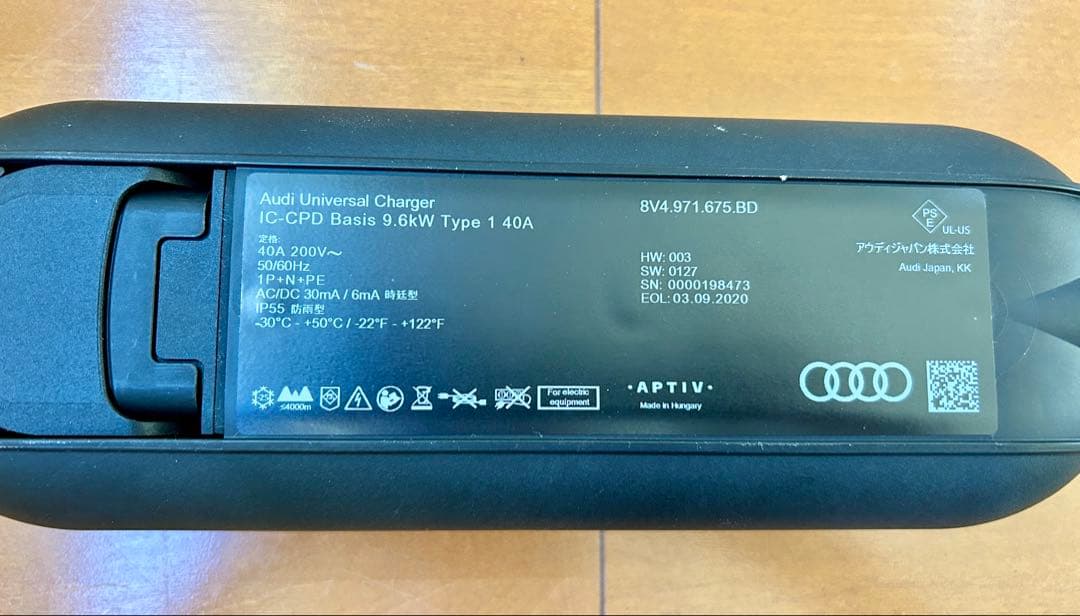 Audi Universal Charger
IC-CPD Basis 9.6kW Type 1 40A
定格:
40A 200V～
50/60Hz
1P+N+PE
AC/DC 30mA / 6mA 時延型
IP55 防雨型
-30°C - +50°C / -22°F - +122°F
8V4.971.675.BD
HW: 003
SW: 0127
SN: 0000198473
EOL: 03.09.2020
PS
E
UL-US
アウディジャパン株式会社
Audi Japan, KK
-25
≤4000m
For electric
equipment
·APTIV·
Made in Hungary